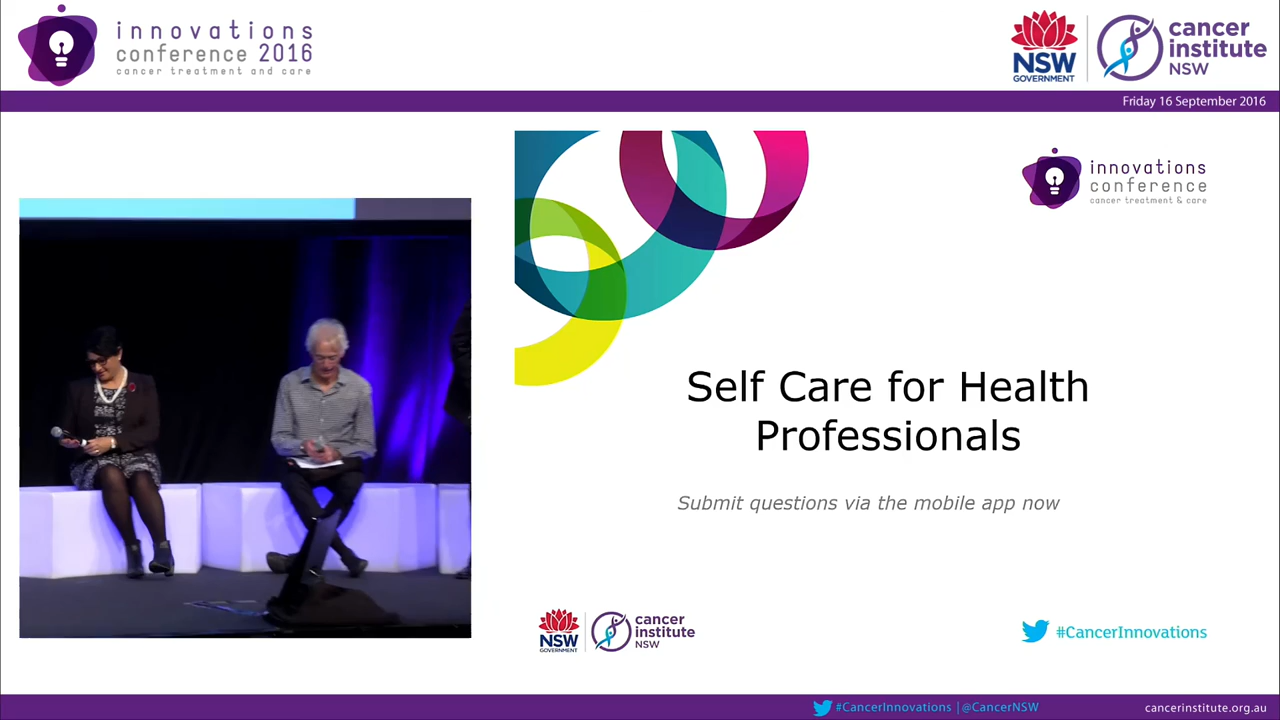 innovations
conference 2016
cancer treatment and care
NSW
GOVERNMENT
cancer
institute
NSW
Friday 16 September 2016
innovations
conference
cancer treatment & care
Self Care for Health
Professionals
Submit questions via the mobile app now
NSW
GOVERNMENT
cancer
institute
NSW
#CancerInnovations
#CancerInnovations | @CancerNSW
cancerinstitute.org.au